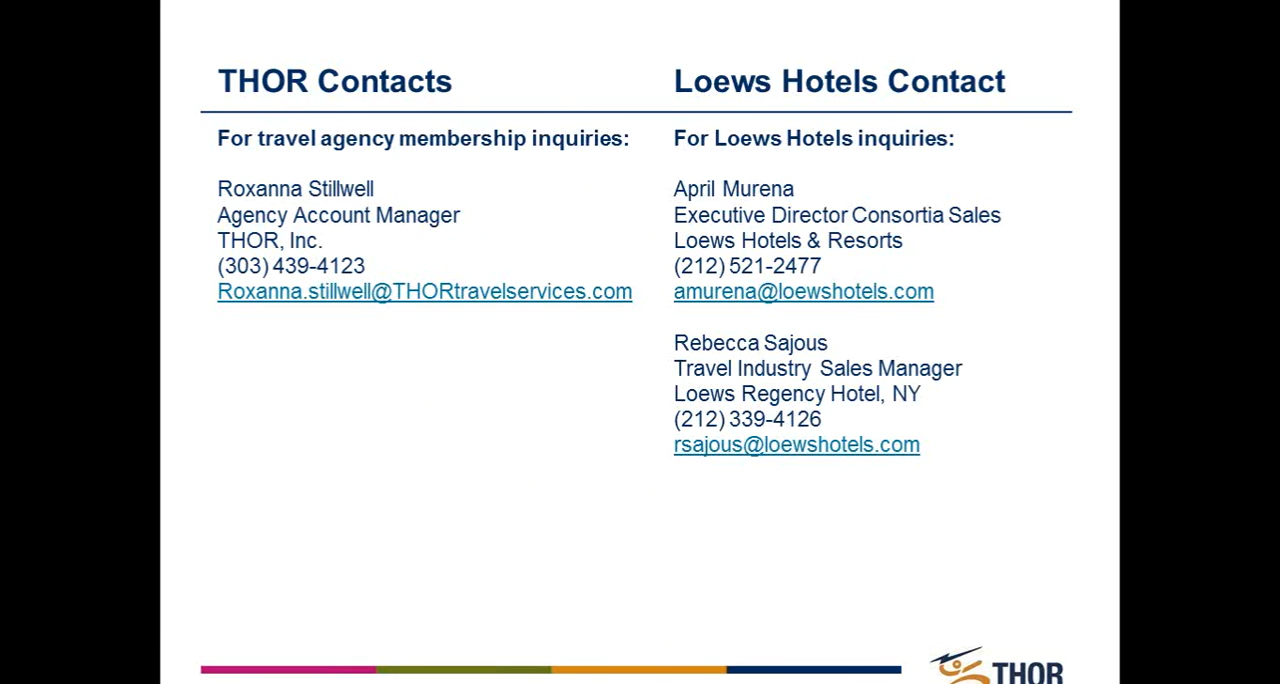 THOR Contacts
For travel agency membership inquiries:
Roxanna Stillwell
Agency Account Manager
THOR, Inc.
(303) 439-4123
Roxanna.stillwell@THORtravelservices.com
Loews Hotels Contact
For Loews Hotels inquiries:
April Murena
Executive Director Consortia Sales
Loews Hotels & Resorts
(212) 521-2477
amurena@loewshotels.com
Rebecca Sajous
Travel Industry Sales Manager
Loews Regency Hotel, NY
(212) 339-4126
rsajous@loewshotels.com
THOR